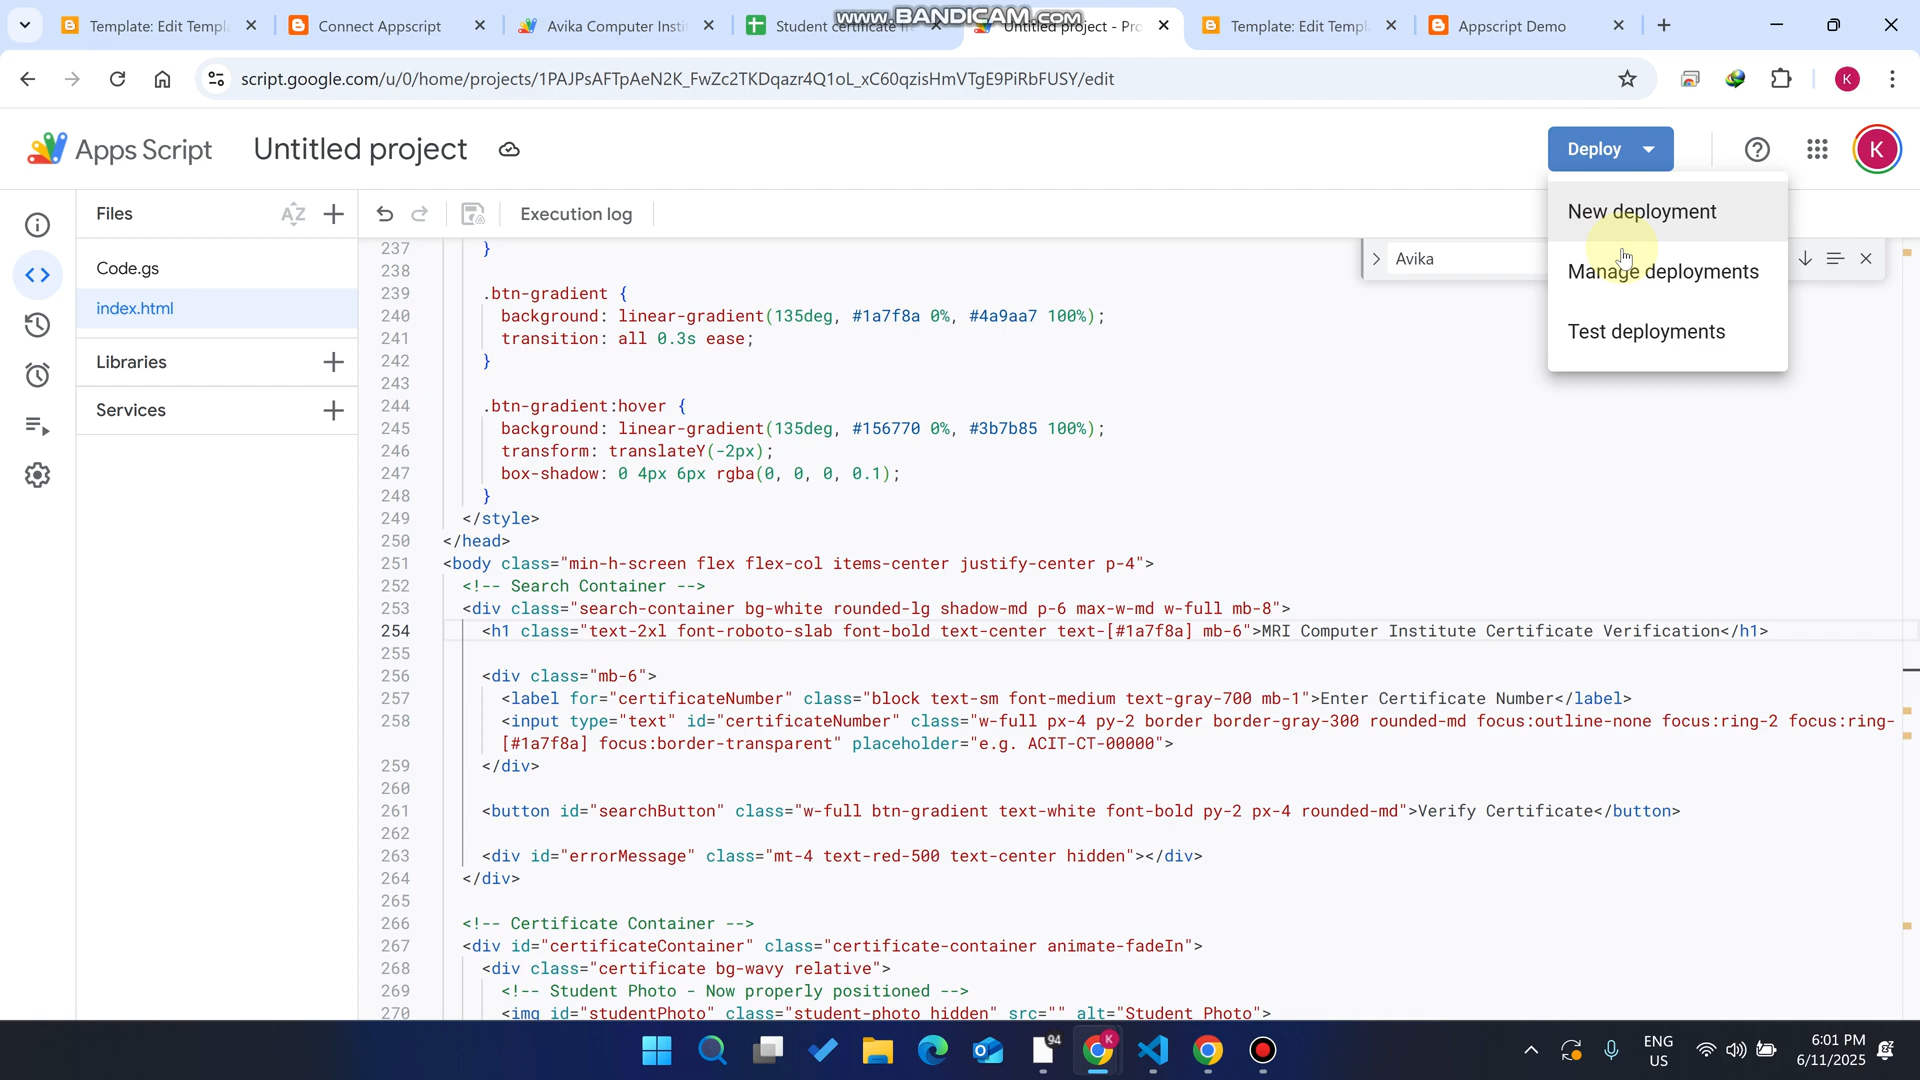 www.BANDICAM.com
Template: Edit Templ
Connect Appscript
Avika Computer Insti
Student certificate
Untitled project - Pro
Template: Edit Templ
Appscript Demo
script.google.com/u/0/home/projects/1PAJPsAFTpAeN2K_FwZc2TKDqazr4Q1oL_xC60qzisHmVTgE9PiRbFUSY/edit
K
Apps Script
Untitled project
Deploy
K
New deployment
Manage deployments
Test deployments
Files
AZ
Execution log
Avika
Code.gs
index.html
Libraries
Services
237 }
238
239 .btn-gradient {
240 background: linear-gradient(135deg, #1a7f8a 0%, #4a9aa7 100%);
241 transition: all 0.3s ease;
242 }
243
244 .btn-gradient:hover {
245 background: linear-gradient(135deg, #156770 0%, #3b7b85 100%);
246 transform: translateY(-2px);
247 box-shadow: 0 4px 6px rgba(0, 0, 0, 0.1);
248 }
249 </style>
250 </head>
251 <body class="min-h-screen flex flex-col items-center justify-center p-4">
252 <!-- Search Container -->
253 <div class="search-container bg-white rounded-lg shadow-md p-6 max-w-md w-full mb-8">
254 <h1 class="text-2xl font-roboto-slab font-bold text-center text-[#1a7f8a] mb-6">MRI Computer Institute Certificate Verification</h1>
255
256 <div class="mb-6">
257 <label for="certificateNumber" class="block text-sm font-medium text-gray-700 mb-1">Enter Certificate Number</label>
258 <input type="text" id="certificateNumber" class="w-full px-4 py-2 border border-gray-300 rounded-md focus:outline-none focus:ring-2 focus:ring-
[#1a7f8a] focus:border-transparent" placeholder="e.g. ACIT-CT-00000">
259 </div>
260
261 <button id="searchButton" class="w-full btn-gradient text-white font-bold py-2 px-4 rounded-md">Verify Certificate</button>
262
263 <div id="errorMessage" class="mt-4 text-red-500 text-center hidden"></div>
264 </div>
265
266 <!-- Certificate Container -->
267 <div id="certificateContainer" class="certificate-container animate-fadeIn">
268 <div class="certificate bg-wavy relative">
269 <!-- Student Photo - Now properly positioned -->
270 <img id="studentPhoto" class="student-photo hidden" src="" alt="Student Photo">
94
K
ENG
US
6:01 PM
6/11/2025